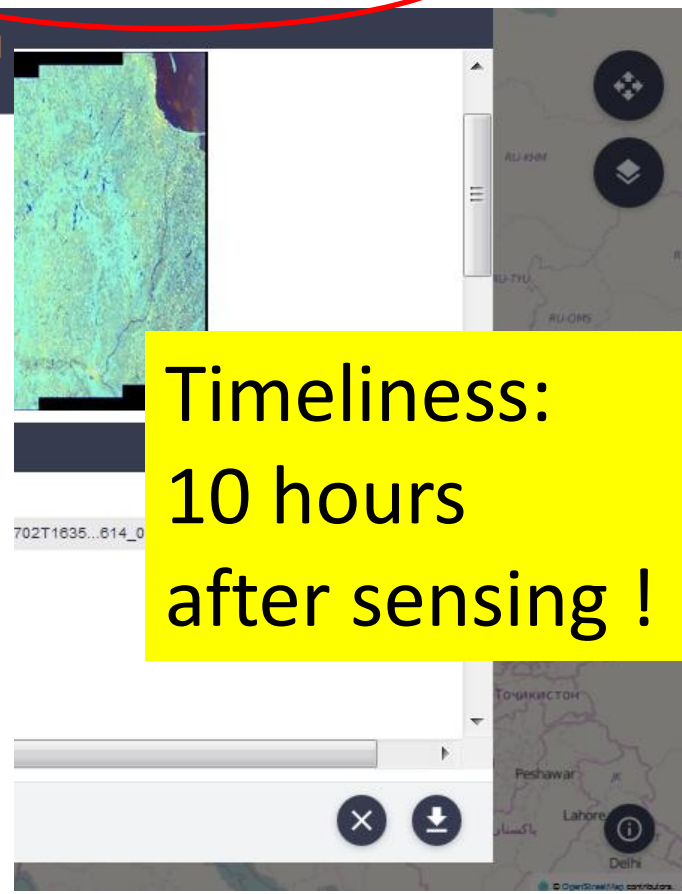 RU-KHM
RU-TYU
RU-OMS
Timeliness:
10 hours
after sensing !
702T1635...614_0
Тоҷикистон
Peshawar
JK
Lahore
پاکستان
Delhi
© OpenStreetMap contributors.